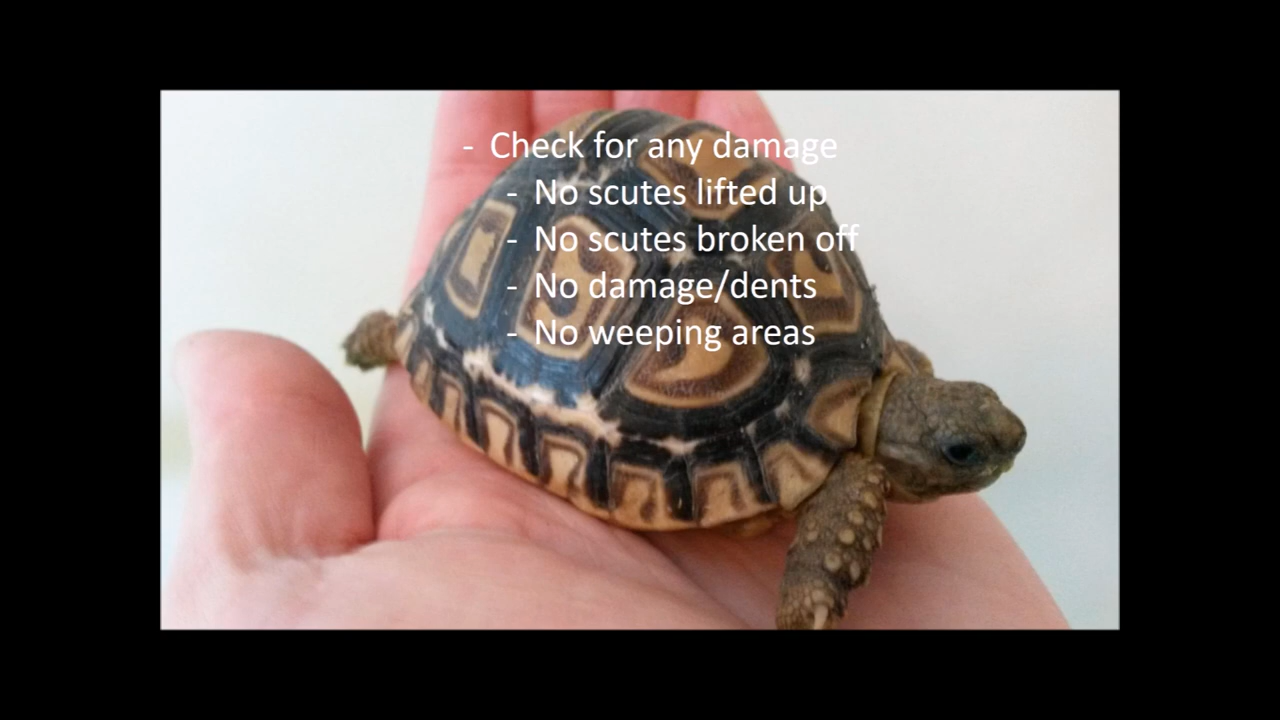 - Check for any damage
- No scutes lifted up
- No scutes broken off
- No damage/dents
- No weeping areas